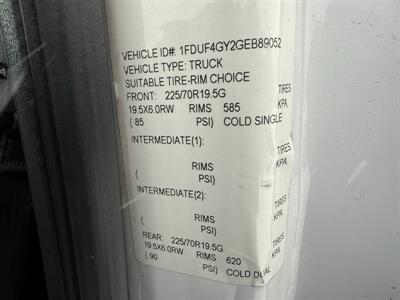 VEHICLE ID#: 1FDUF4GY2GEB89052
VEHICLE TYPE: TRUCK
SUITABLE TIRE-RIM CHOICE
FRONT: 225/70R19.5G TIRES
19.5X6.0RW RIMS 585 KPA,
( 85 PSI) COLD SINGLE
INTERMEDIATE(1): TIRES
RIMS KPA,
( PSI)
INTERMEDIATE(2): TIRES
RIMS KPA,
( PSI)
REAR: 225/70R19.5G TIRES
19.5X6.0RW RIMS 620 KPA,
( 90 PSI) COLD DUAL